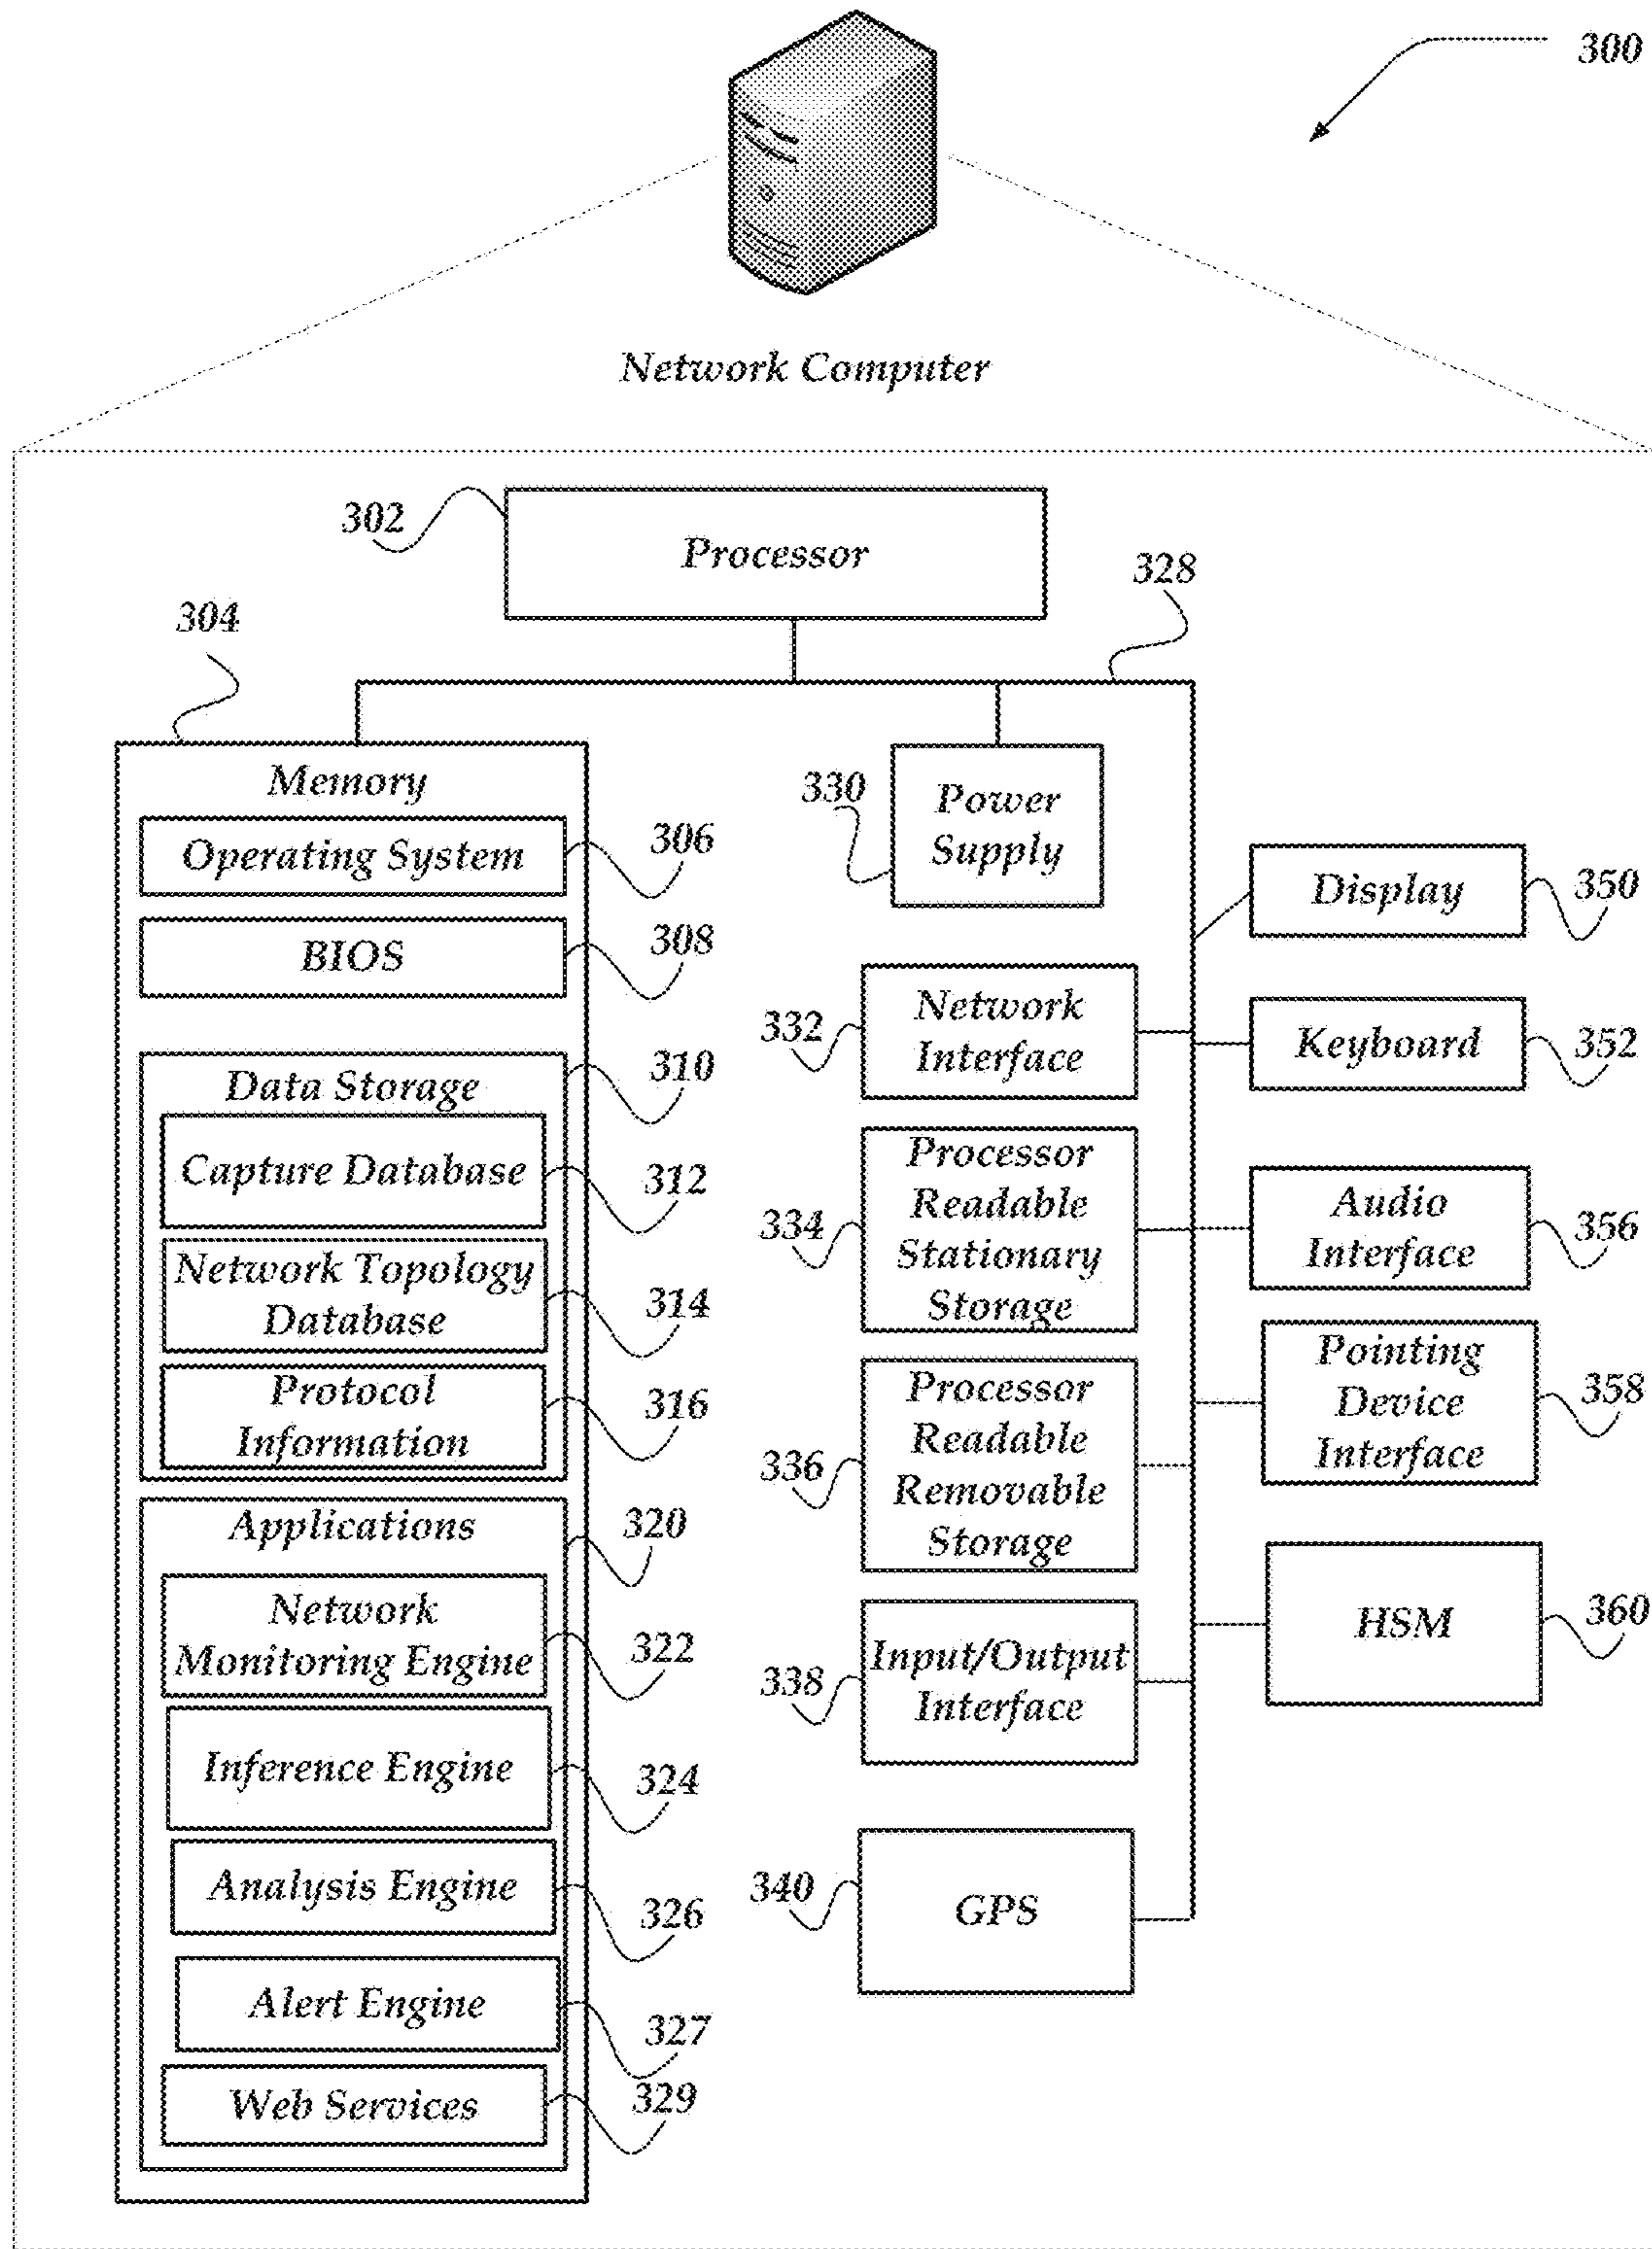 300
Network Computer
302
Processor
328
304
Memory
Operating System
306
BIOS
308
Data Storage
310
Capture Database
312
Network Topology
Database
314
Protocol
Information
316
Applications
320
Network
Monitoring Engine
322
Inference Engine
324
Analysis Engine
326
Alert Engine
327
Web Services
329
330
Power
Supply
332
Network
Interface
334
Processor
Readable
Stationary
Storage
336
Processor
Readable
Removable
Storage
338
Input/Output
Interface
340
GPS
Display
350
Keyboard
352
Audio
Interface
356
Pointing
Device
Interface
358
HSM
360